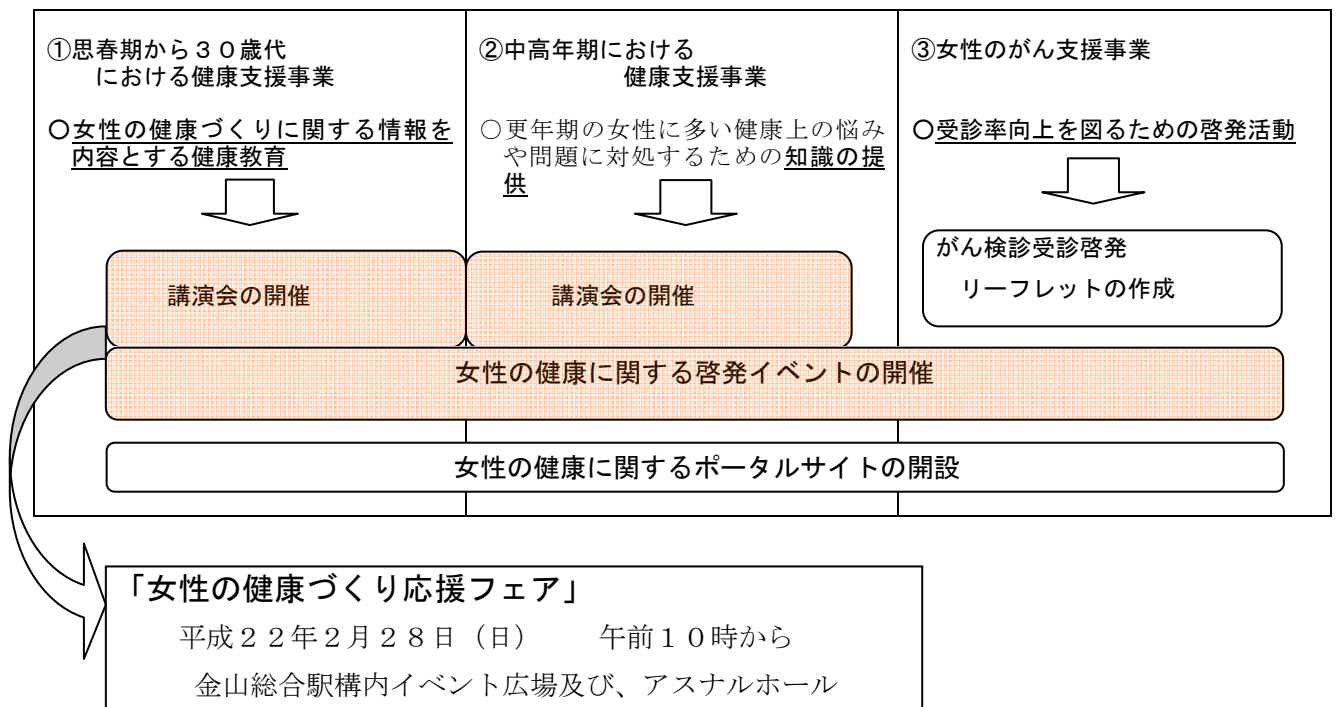 ①思春期から３０歳代
における健康支援事業
○女性の健康づくりに関する情報を
内容とする健康教育
②中高年期における
健康支援事業
○更年期の女性に多い健康上の悩み
や問題に対処するための知識の提
供
③女性のがん支援事業
○受診率向上を図るための啓発活動
講演会の開催
講演会の開催
がん検診受診啓発
リーフレットの作成
女性の健康に関する啓発イベントの開催
女性の健康に関するポータルサイトの開設
「女性の健康づくり応援フェア」
平成２２年２月２８日（日）　　午前１０時から
金山総合駅構内イベント広場及び、アスナルホール